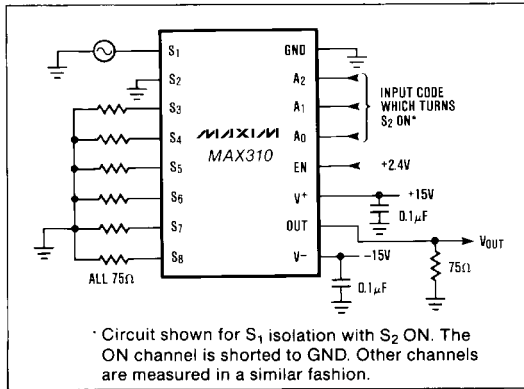 S1
S2
S3
S4
S5
S6
S7
S8
ALL 75Ω
MAXIM
MAX310
GND
A2
A1
A0
EN
V+
OUT
V-
INPUT CODE
WHICH TURNS
S2 ON*
+2.4V
+15V
0.1µF
VOUT
-15V
0.1µF
75Ω
* Circuit shown for S1 isolation with S2 ON. The
ON channel is shorted to GND. Other channels
are measured in a similar fashion.